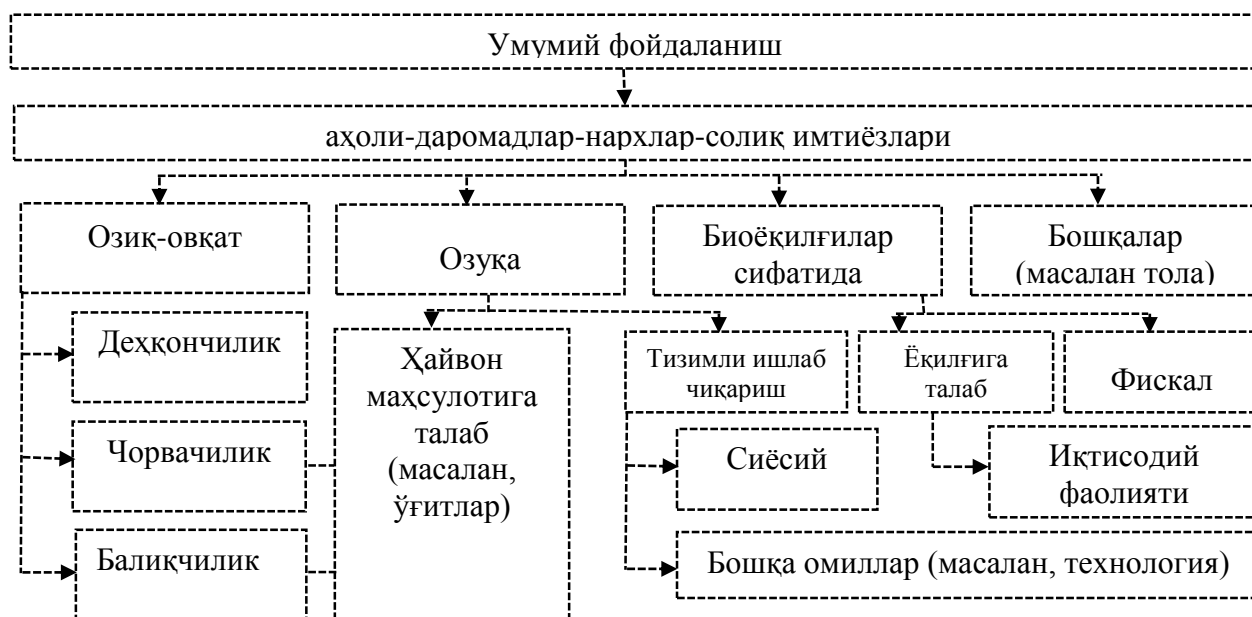 Умумий фойдаланиш
аҳоли-даромадлар-нархлар-солиқ имтиёзлари
Озиқ-овқат
Озуқа
Биоёқилғилар
сифатида
Бошқалар
(масалан тола)
Деҳқончилик
Чорвачилик
Балиқчилик
Ҳайвон
маҳсулотига
талаб
(масалан,
ўғитлар)
Тизимли ишлаб
чиқариш
Ёқилғига
талаб
Фискал
Сиёсий
Иқтисодий
фаолияти
Бошқа омиллар (масалан, технология)